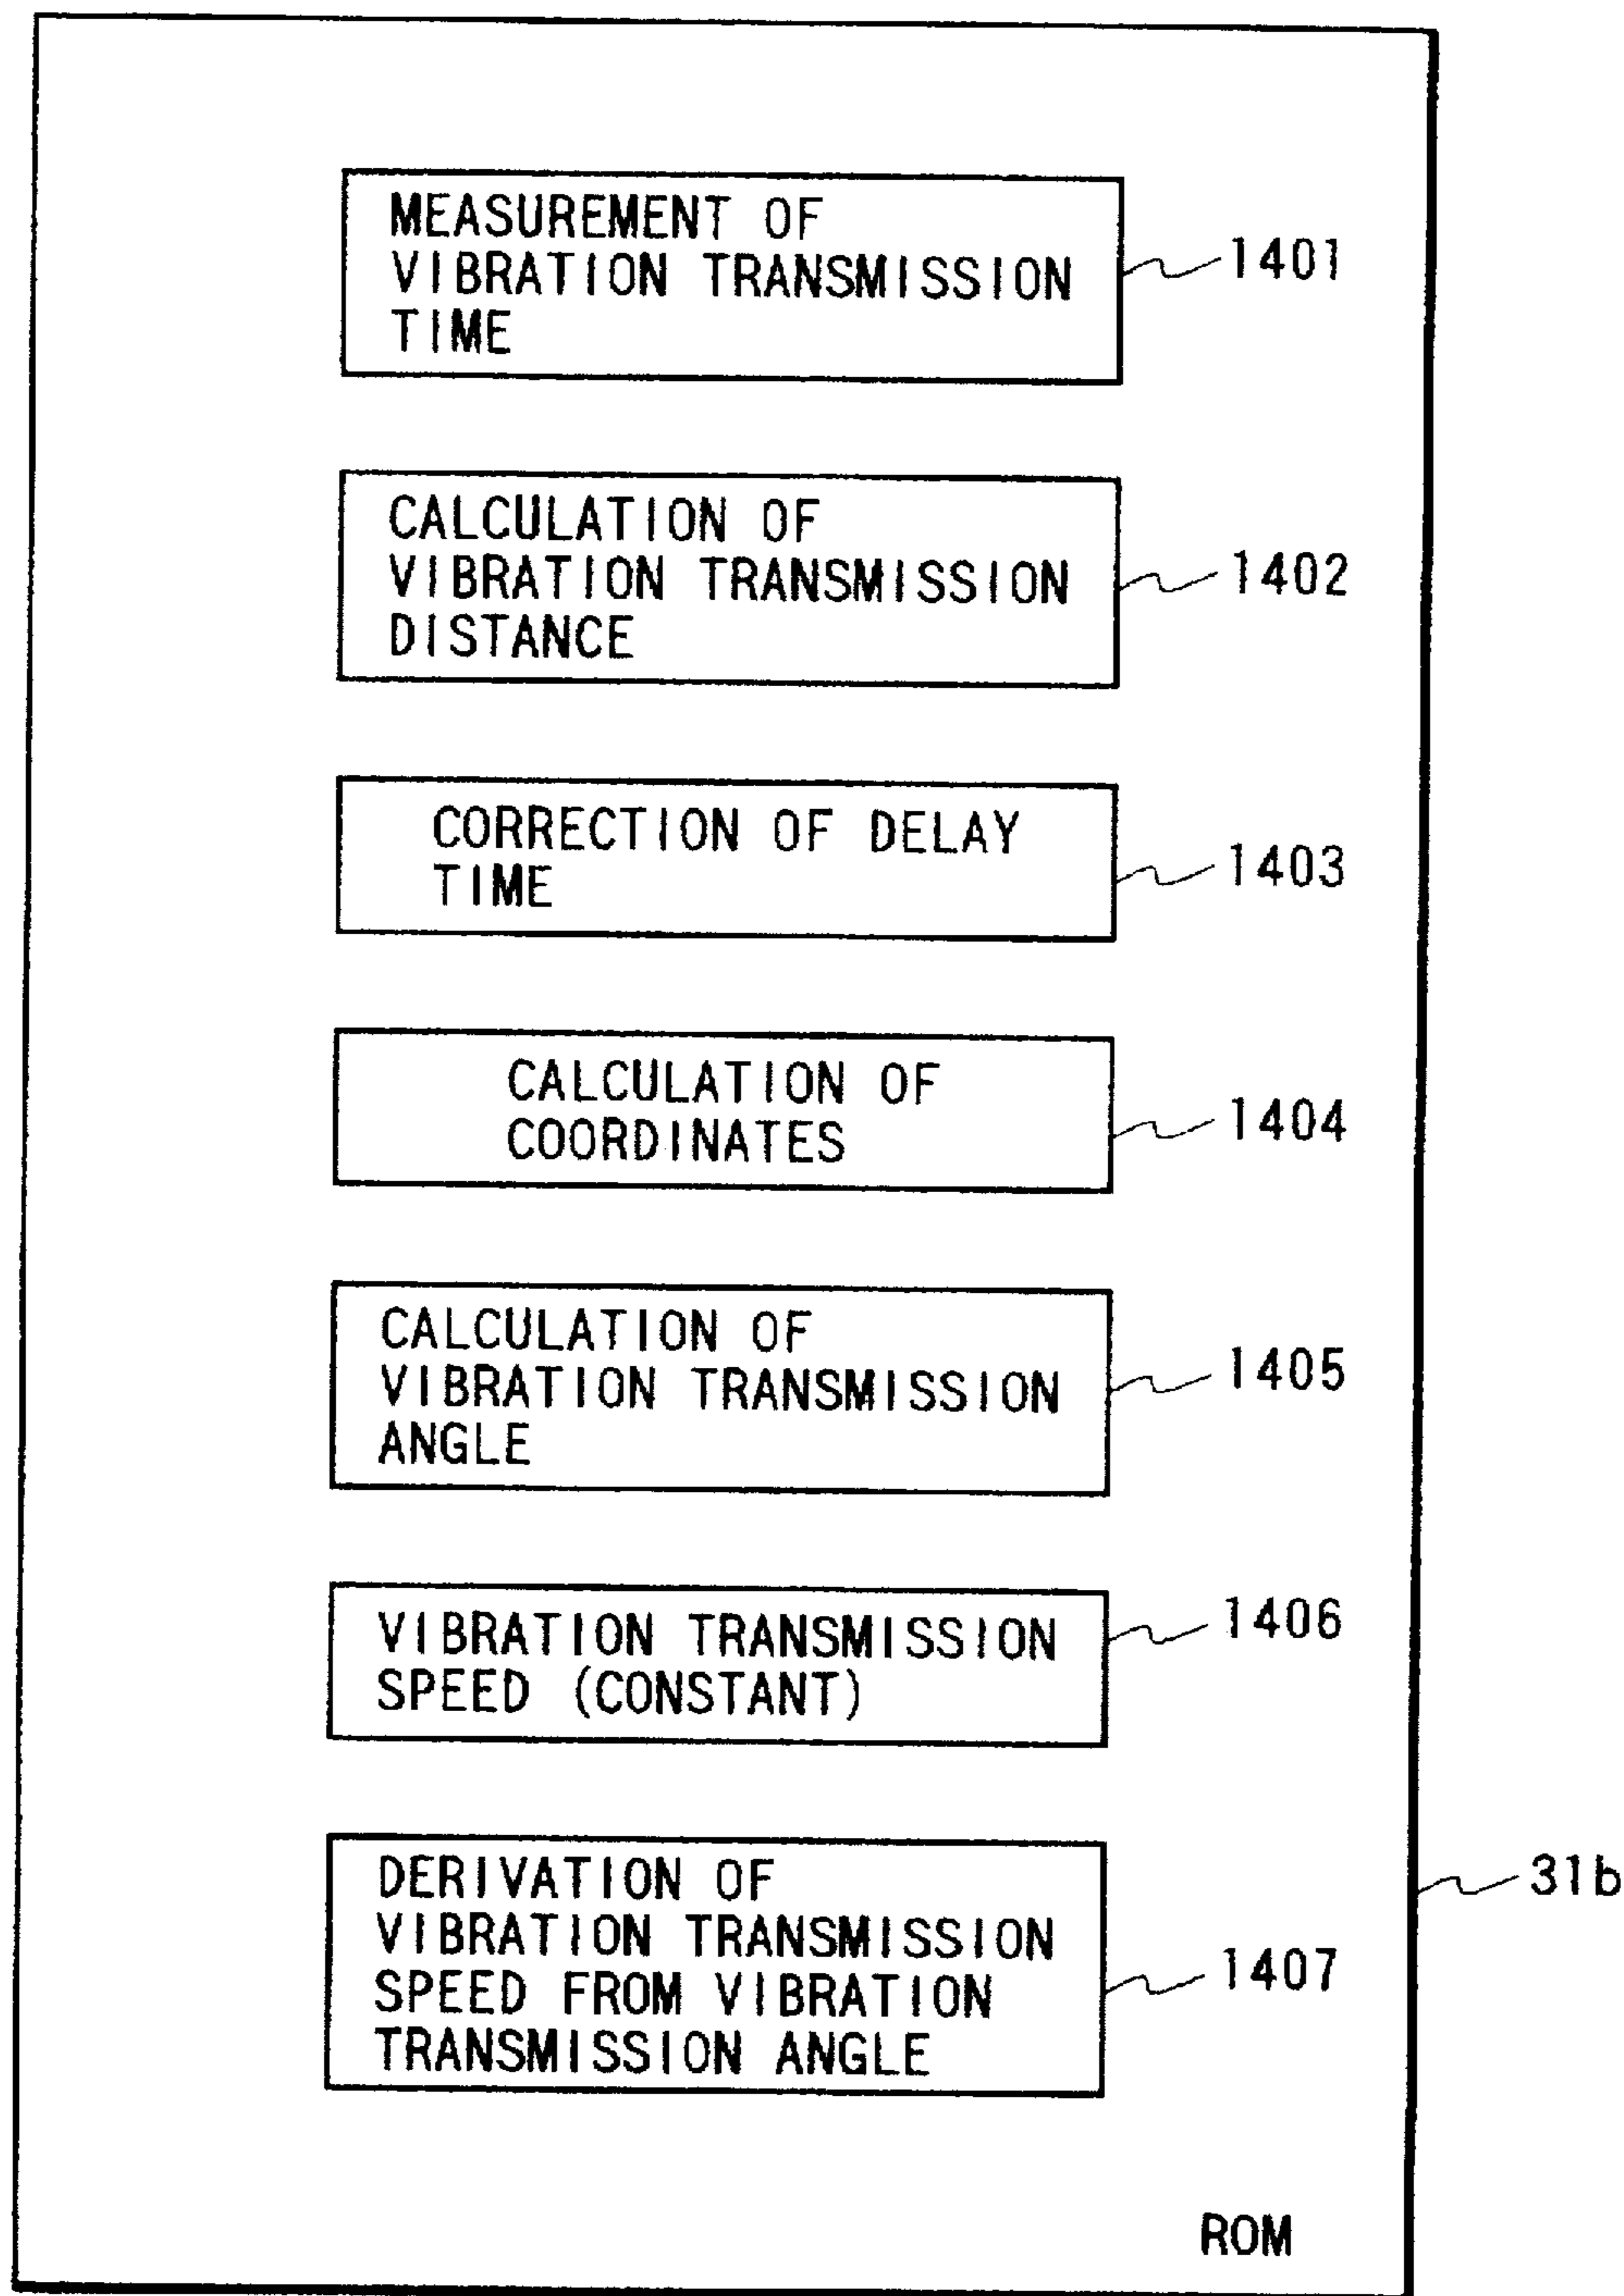 MEASUREMENT OF
VIBRATION TRANSMISSION
TIME
1401
CALCULATION OF
VIBRATION TRANSMISSION
DISTANCE
1402
CORRECTION OF DELAY
TIME
1403
CALCULATION OF
COORDINATES
1404
CALCULATION OF
VIBRATION TRANSMISSION
ANGLE
1405
VIBRATION TRANSMISSION
SPEED (CONSTANT)
1406
DERIVATION OF
VIBRATION TRANSMISSION
SPEED FROM VIBRATION
TRANSMISSION ANGLE
1407
31b
ROM